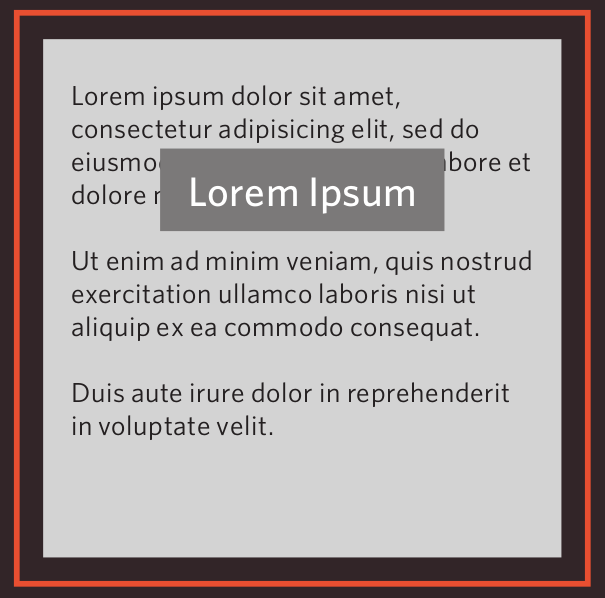 Lorem ipsum dolor sit amet,
consectetur adipisicing elit, sed do
et
dolore
Lorem Ipsum
Ut enim ad minim veniam, quis nostrud
exercitation ullamco laboris nisi ut
aliquip ex ea commodo consequat.
Duis aute irure dolor in reprehenderit
in voluptate velit.